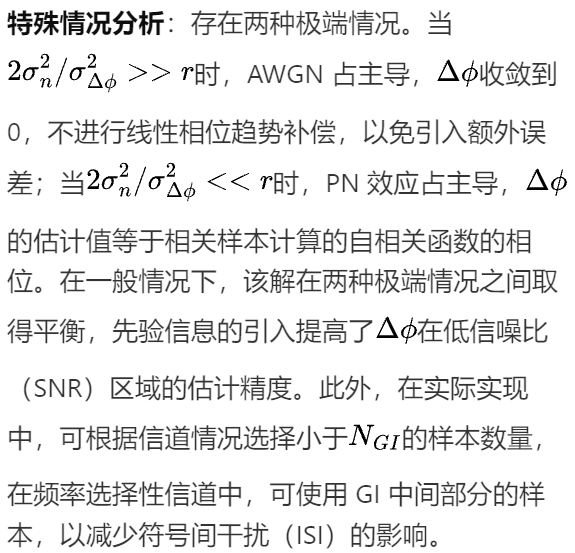 特殊情况分析：存在两种极端情况。当
$2\sigma_n^2/\sigma_{\Delta\phi}^2 >> r$时，AWGN 占主导，$\Delta\phi$收敛到
0，不进行线性相位趋势补偿，以免引入额外误
差；当$2\sigma_n^2/\sigma_{\Delta\phi}^2 << r$时，PN 效应占主导，$\Delta\phi$
的估计值等于相关样本计算的自相关函数的相
位。在一般情况下，该解在两种极端情况之间取
得平衡，先验信息的引入提高了$\Delta\phi$在低信噪比
（SNR）区域的估计精度。此外，在实际实现
中，可根据信道情况选择小于$N_{GI}$的样本数量，
在频率选择性信道中，可使用 GI 中间部分的样
本，以减少符号间干扰（ISI）的影响。